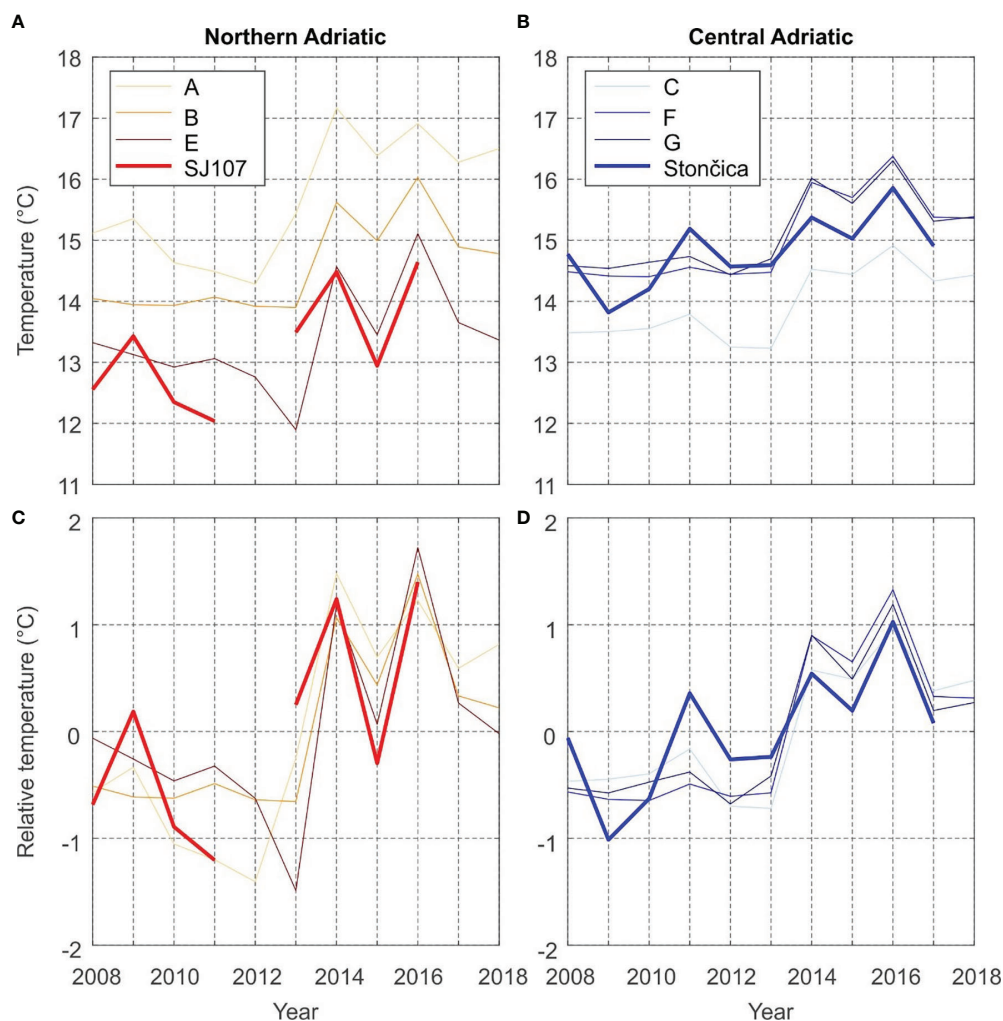 A
Northern Adriatic
B
Central Adriatic
18
17
16
15
14
13
12
11
Temperature (°C)
A
B
E
SJ107
18
17
16
15
14
13
12
11
C
F
G
Stončica
C
2
1
0
-1
-2
Relative temperature (°C)
2008
2010
2012
2014
2016
2018
Year
D
2
1
0
-1
-2
2008
2010
2012
2014
2016
2018
Year